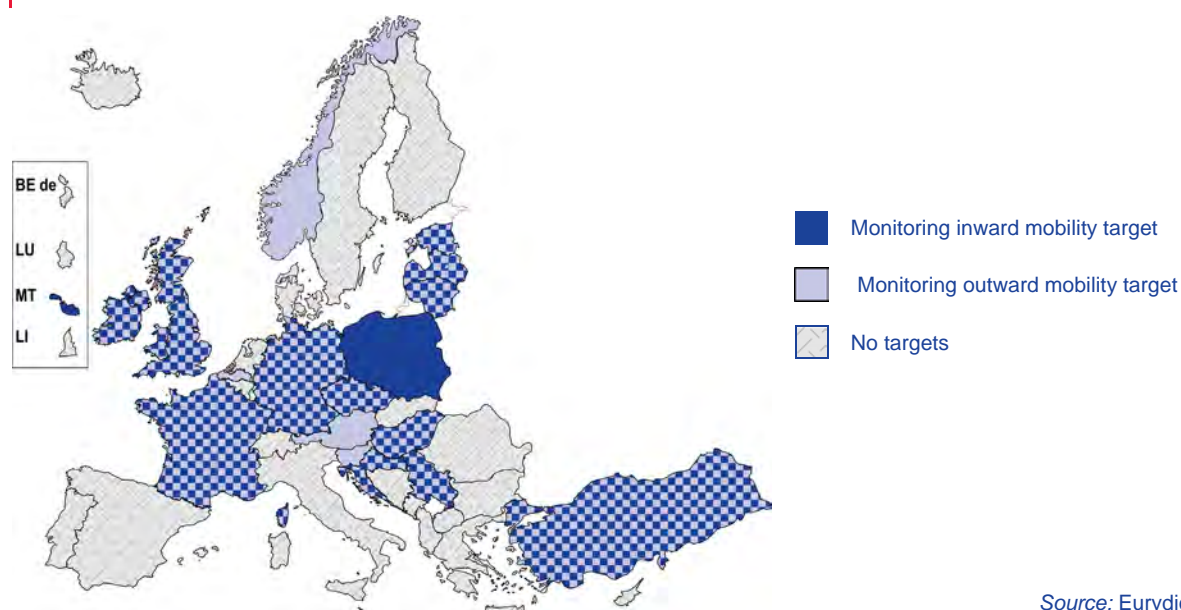 BE de
LU
MT
LI
Monitoring inward mobility target
Monitoring outward mobility target
No targets
Source: